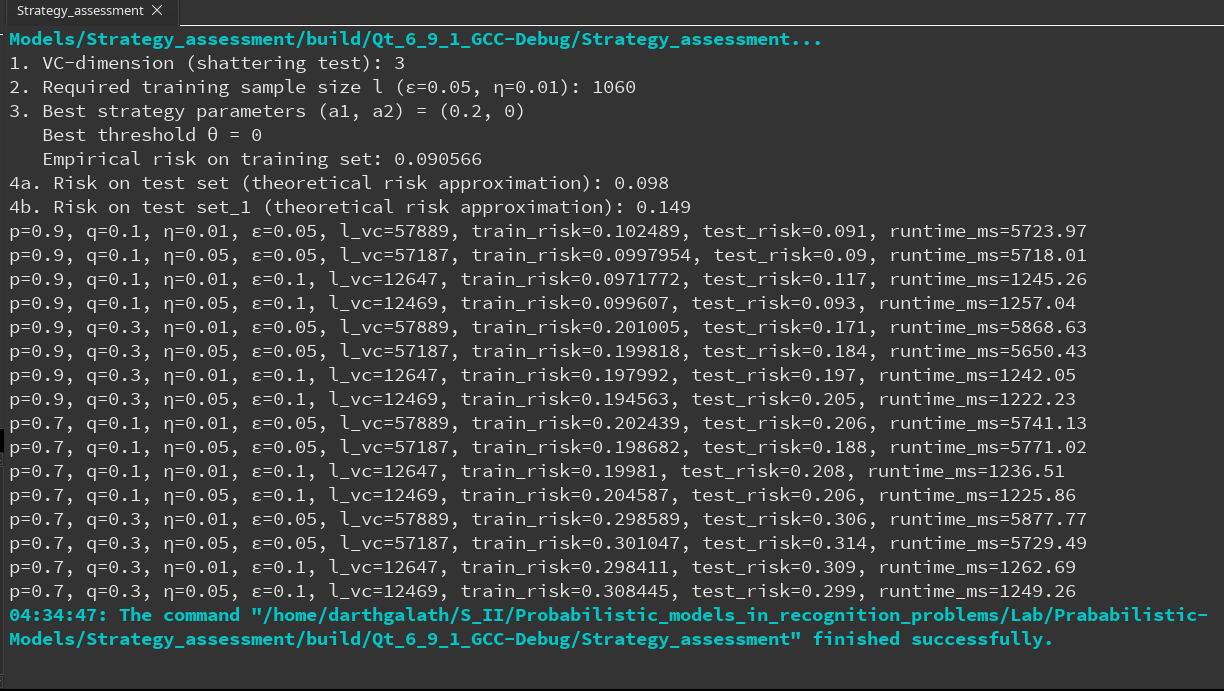 Strategy_assessment ✕
Models/Strategy_assessment/build/Qt_6_9_1_GCC-Debug/Strategy_assessment...
1. VC-dimension (shattering test): 3
2. Required training sample size l (ε=0.05, η=0.01): 1060
3. Best strategy parameters (a1, a2) = (0.2, 0)
   Best threshold θ = 0
   Empirical risk on training set: 0.090566
4a. Risk on test set (theoretical risk approximation): 0.098
4b. Risk on test set_1 (theoretical risk approximation): 0.149
p=0.9, q=0.1, η=0.01, ε=0.05, l_vc=57889, train_risk=0.102489, test_risk=0.091, runtime_ms=5723.97
p=0.9, q=0.1, η=0.05, ε=0.05, l_vc=57187, train_risk=0.0997954, test_risk=0.09, runtime_ms=5718.01
p=0.9, q=0.1, η=0.01, ε=0.1, l_vc=12647, train_risk=0.0971772, test_risk=0.117, runtime_ms=1245.26
p=0.9, q=0.1, η=0.05, ε=0.1, l_vc=12469, train_risk=0.099607, test_risk=0.093, runtime_ms=1257.04
p=0.9, q=0.3, η=0.01, ε=0.05, l_vc=57889, train_risk=0.201005, test_risk=0.171, runtime_ms=5868.63
p=0.9, q=0.3, η=0.05, ε=0.05, l_vc=57187, train_risk=0.199818, test_risk=0.184, runtime_ms=5650.43
p=0.9, q=0.3, η=0.01, ε=0.1, l_vc=12647, train_risk=0.197992, test_risk=0.197, runtime_ms=1242.05
p=0.9, q=0.3, η=0.05, ε=0.1, l_vc=12469, train_risk=0.194563, test_risk=0.205, runtime_ms=1222.23
p=0.7, q=0.1, η=0.01, ε=0.05, l_vc=57889, train_risk=0.202439, test_risk=0.206, runtime_ms=5741.13
p=0.7, q=0.1, η=0.05, ε=0.05, l_vc=57187, train_risk=0.198682, test_risk=0.188, runtime_ms=5771.02
p=0.7, q=0.1, η=0.01, ε=0.1, l_vc=12647, train_risk=0.19981, test_risk=0.208, runtime_ms=1236.51
p=0.7, q=0.1, η=0.05, ε=0.1, l_vc=12469, train_risk=0.204587, test_risk=0.206, runtime_ms=1225.86
p=0.7, q=0.3, η=0.01, ε=0.05, l_vc=57889, train_risk=0.298589, test_risk=0.306, runtime_ms=5877.77
p=0.7, q=0.3, η=0.05, ε=0.05, l_vc=57187, train_risk=0.301047, test_risk=0.314, runtime_ms=5729.49
p=0.7, q=0.3, η=0.01, ε=0.1, l_vc=12647, train_risk=0.298411, test_risk=0.309, runtime_ms=1262.69
p=0.7, q=0.3, η=0.05, ε=0.1, l_vc=12469, train_risk=0.308445, test_risk=0.299, runtime_ms=1249.26
04:34:47: The command "/home/darthgalath/S_II/Probabilistic_models_in_recognition_problems/Lab/Prababilistic-
Models/Strategy_assessment/build/Qt_6_9_1_GCC-Debug/Strategy_assessment" finished successfully.